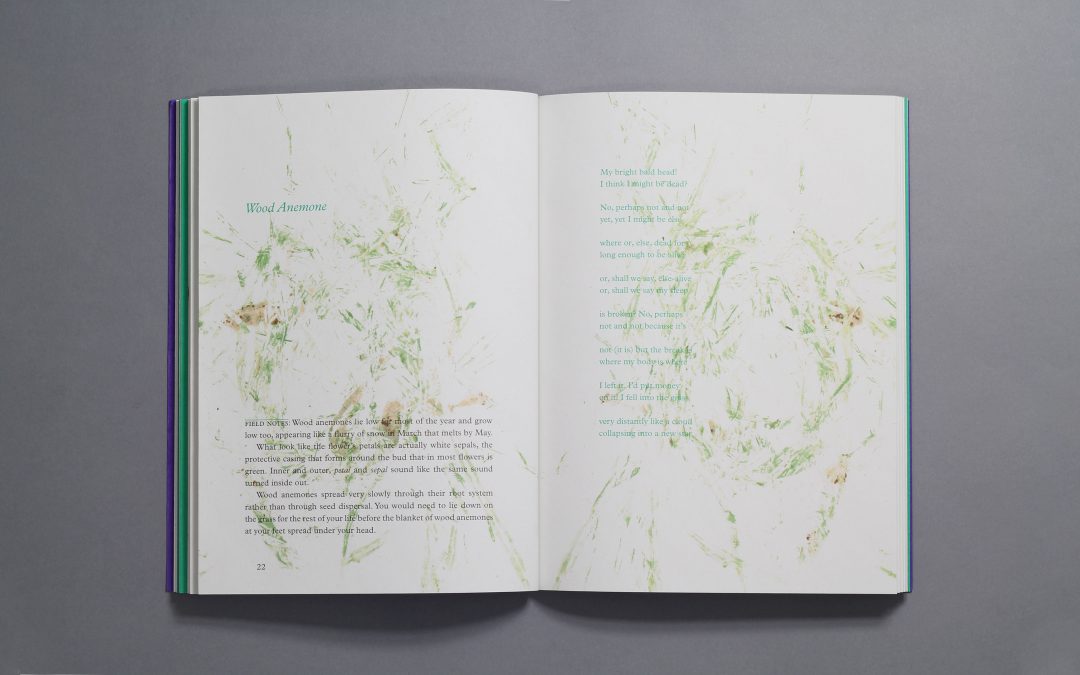 Wood Anemone
FIELD NOTES: Wood anemones lie low for most of the year and grow
low too, appearing like a flurry of snow in March that melts by May.
What look like the flower's petals are actually white sepals, the
protective casing that forms around the bud that in most flowers is
green. Inner and outer, petal and sepal sound like the same sound
turned inside out.
Wood anemones spread very slowly through their root system
rather than through seed dispersal. You would need to lie down on
the grass for the rest of your life before the blanket of wood anemones
at your feet spread under your head.
22
My bright bald head!
I think I might be dead?
No, perhaps not and not
yet, yet I might be else
where or, else, dead for
long enough to be
or, shall we say, else-alive
or, shall we say my sleep
is broken? No, perhaps
not and not because it's
not (it is) but the
where my body is
I left
I'd put money
on it I fell into the grass
very distantly like a cloud
collapsing into a new star